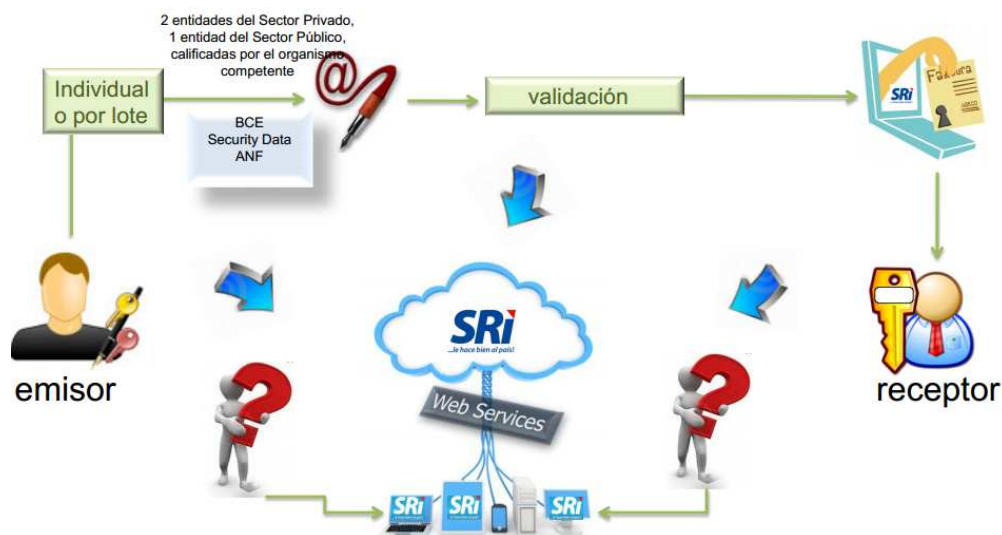 2 entidades del Sector Privado,
1 entidad del Sector Público,
calificadas por el organismo
competente
Individual
o por lote
BCE
Security Data
ANF
validación
SRi
Factura
emisor
SRi
...le hace bien al país!
Web Services
receptor
SRi
SRi
SRi